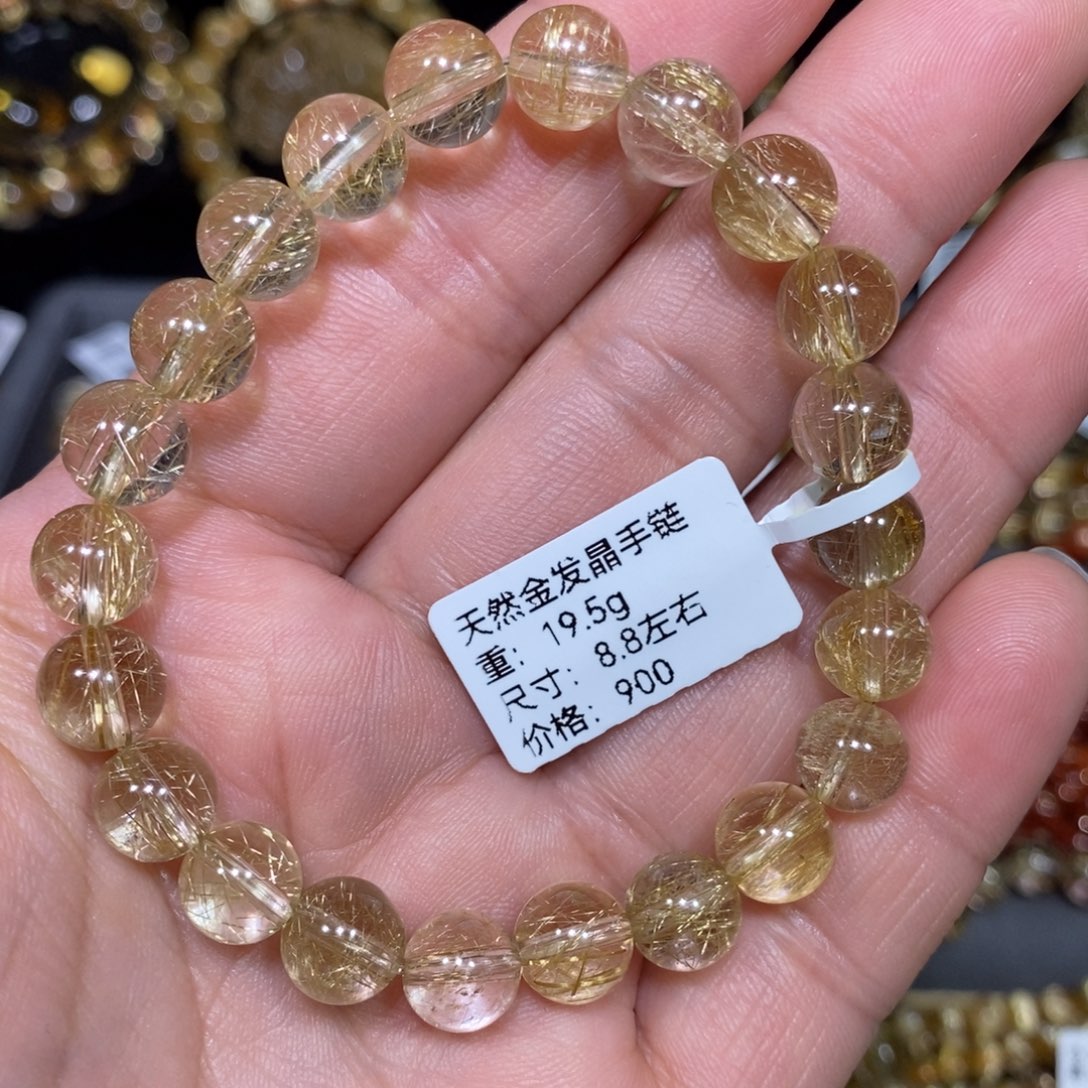 天然金发晶手链
重: 19.5g
尺寸: 8.8左右
价格: 900